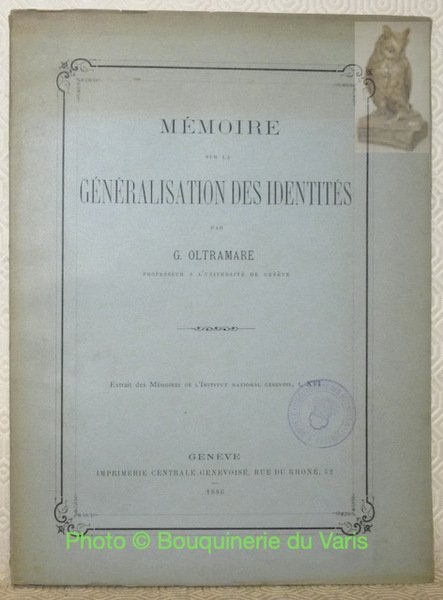 MÉMOIRE
SUR LA
GÉNÉRALISATION DES IDENTITÉS
PAR
G. OLTRAMARE
PROFESSEUR A L'UNIVERSITÉ DE GENÈVE
Extrait des MÉMOIRES DE L'INSTITUT NATIONAL GENEVOIS, t. XVI
GENÈVE
IMPRIMERIE CENTRALE GENEVOISE, RUE DU RHONE, 52
1886
Photo © Bouquinerie du Varis